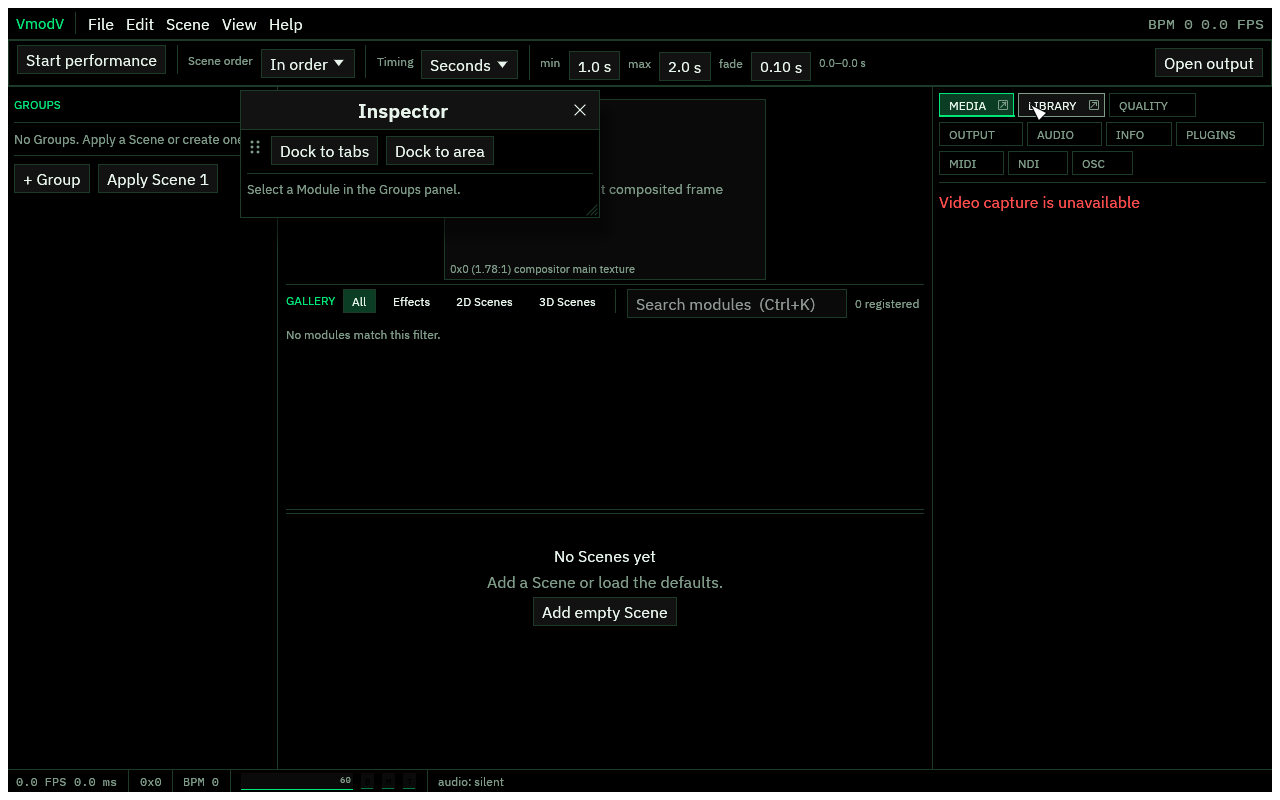 VmodV File Edit Scene View Help BPM 0 0.0 FPS
Start performance Scene order In order Timing Seconds min 1.0 s max 2.0 s fade 0.10 s 0.0–0.0 s Open output
GROUPS
No Groups. Apply a Scene or create one
+ Group Apply Scene 1
Inspector
Dock to tabs Dock to area
Select a Module in the Groups panel.
t composited frame
0x0 (1.78:1) compositor main texture
GALLERY All Effects 2D Scenes 3D Scenes Search modules (Ctrl+K) 0 registered
No modules match this filter.
No Scenes yet
Add a Scene or load the defaults.
Add empty Scene
MEDIA LIBRARY QUALITY
OUTPUT AUDIO INFO PLUGINS
MIDI NDI OSC
Video capture is unavailable
0.0 FPS 0.0 ms 0x0 BPM 0 60 audio: silent